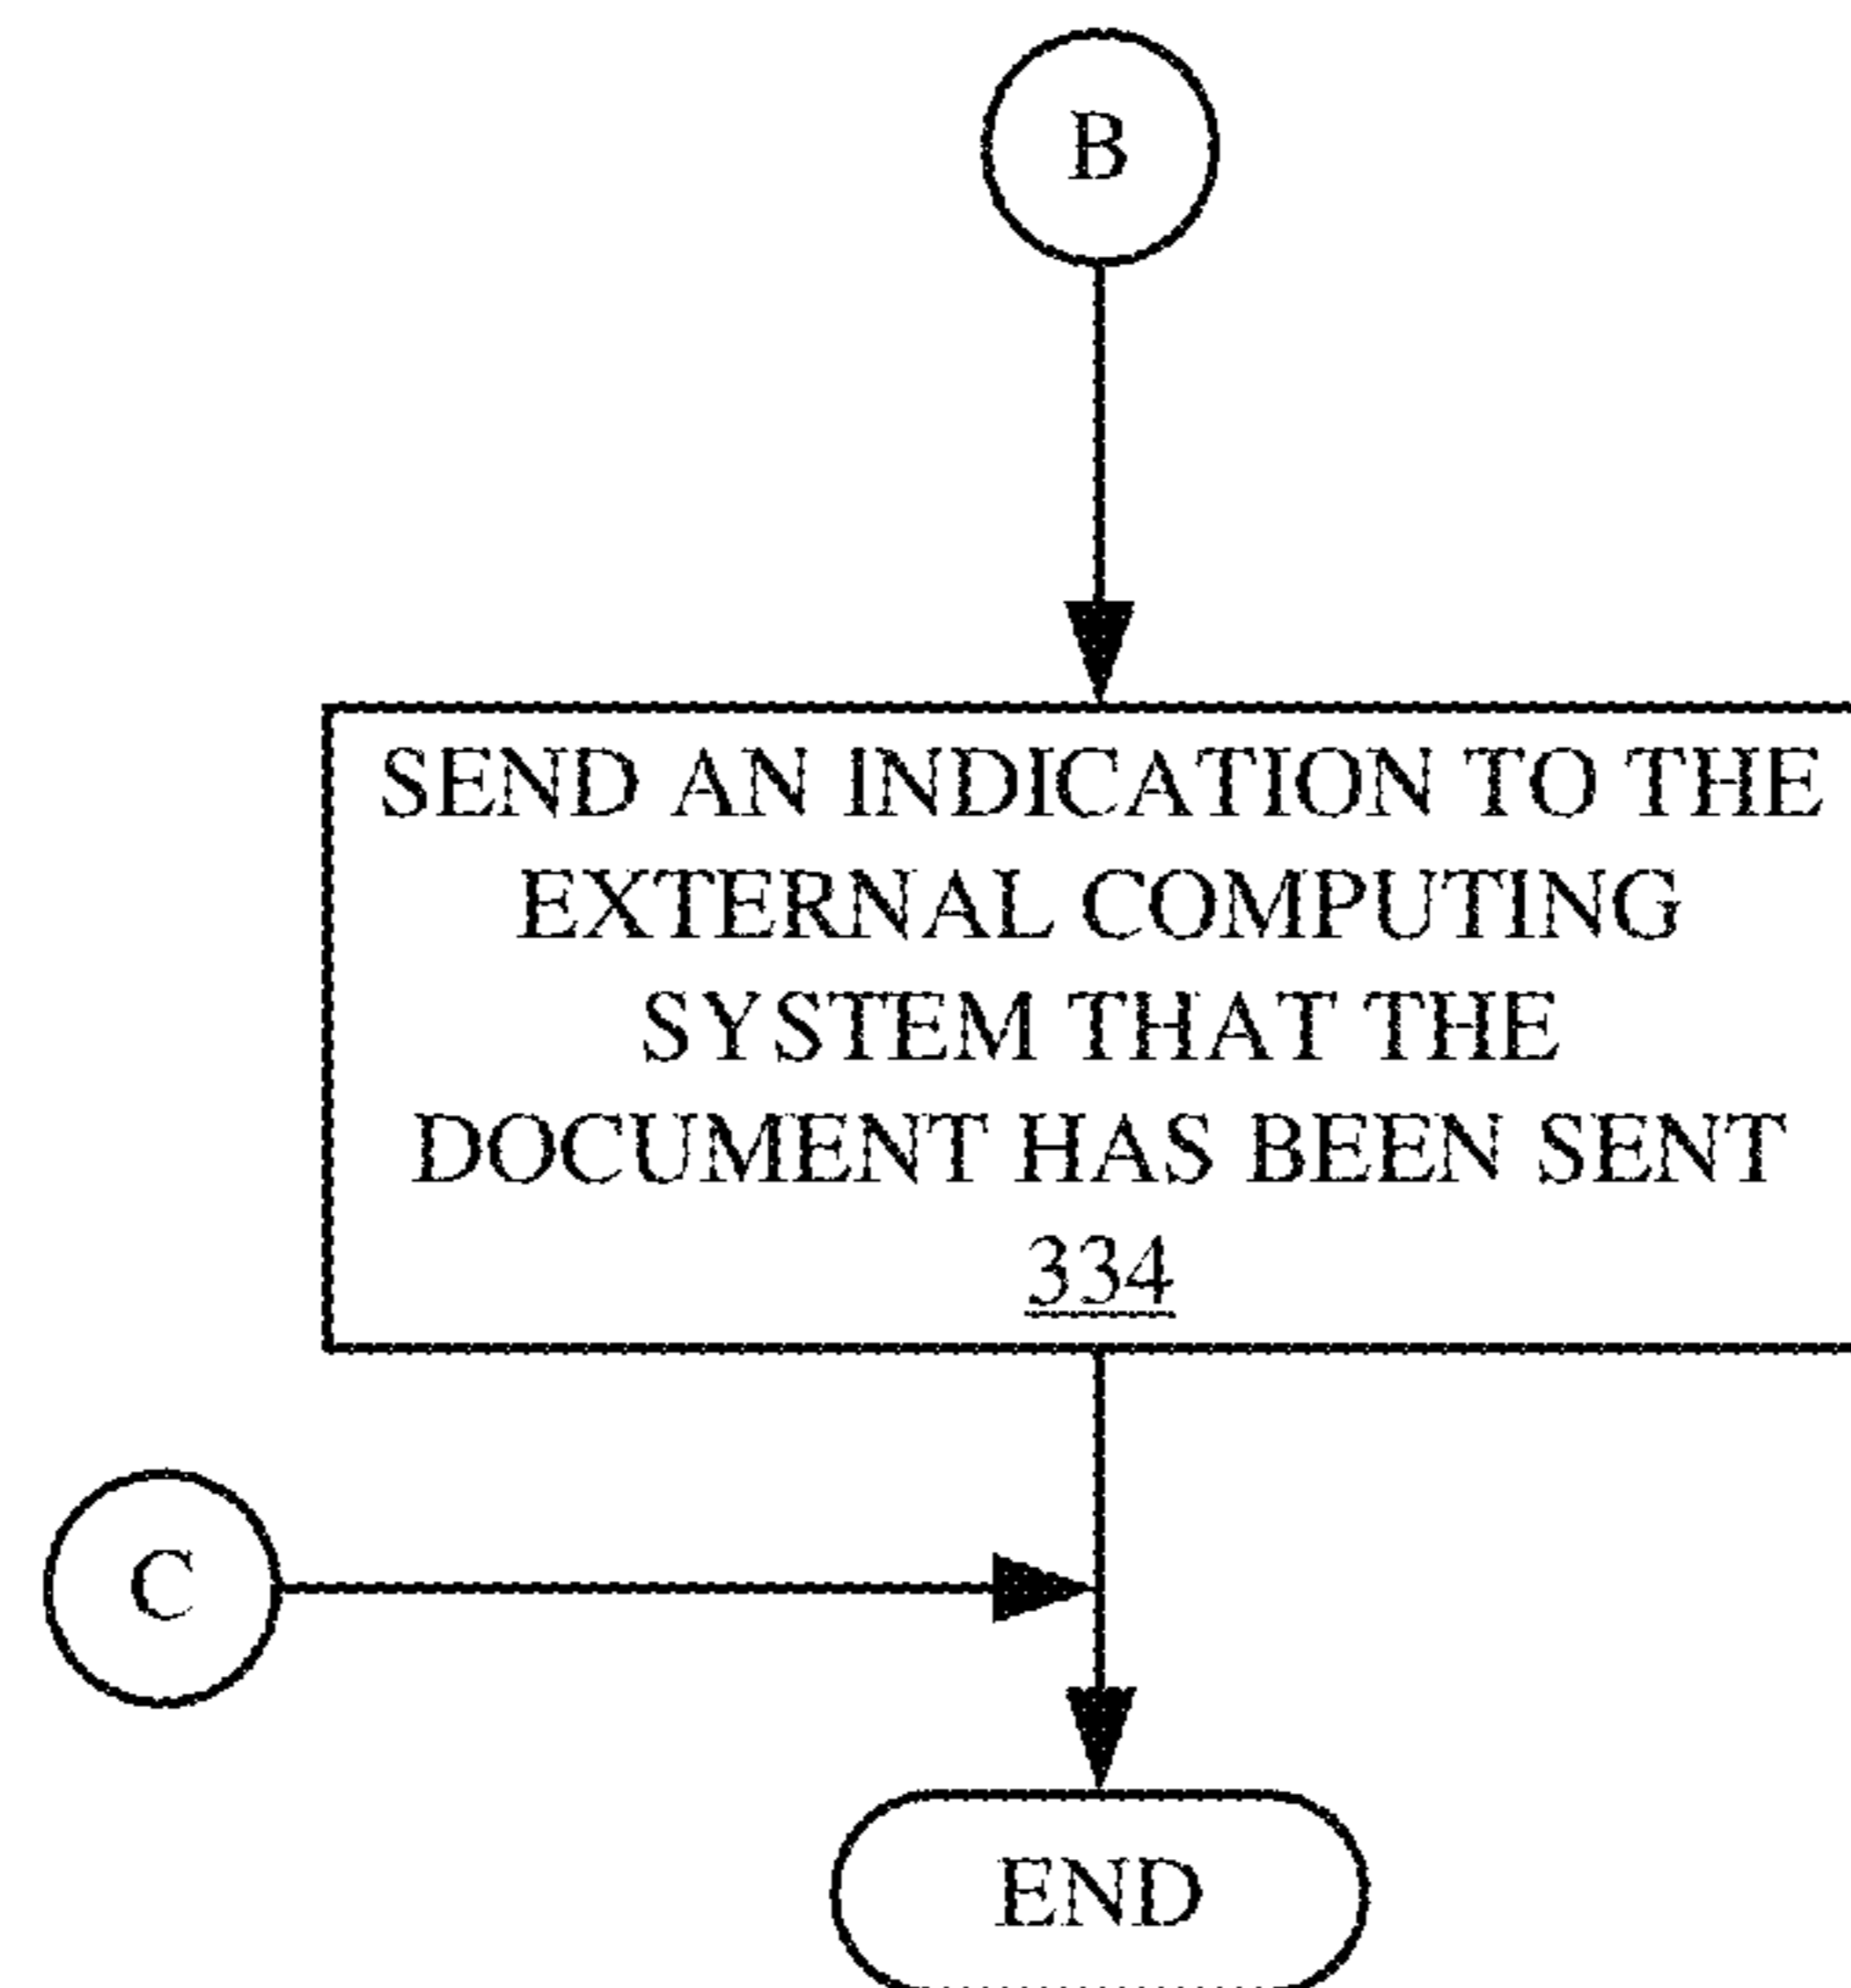 B
SEND AN INDICATION TO THE
EXTERNAL COMPUTING
SYSTEM THAT THE
DOCUMENT HAS BEEN SENT
334
C
END